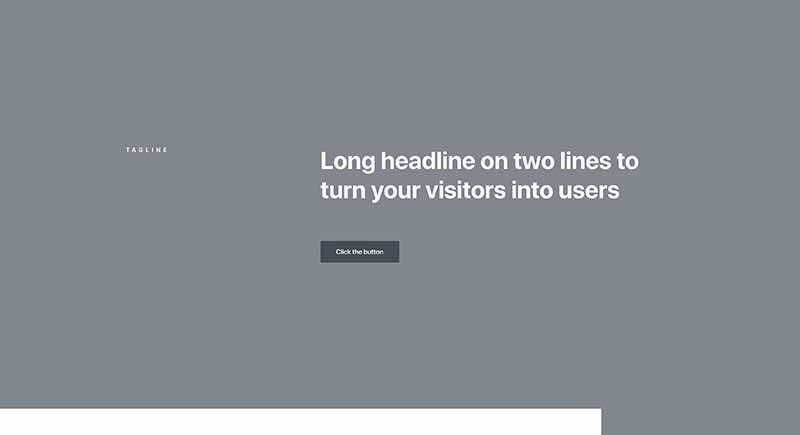 TAGLINE
Long headline on two lines to
turn your visitors into users
Click the button